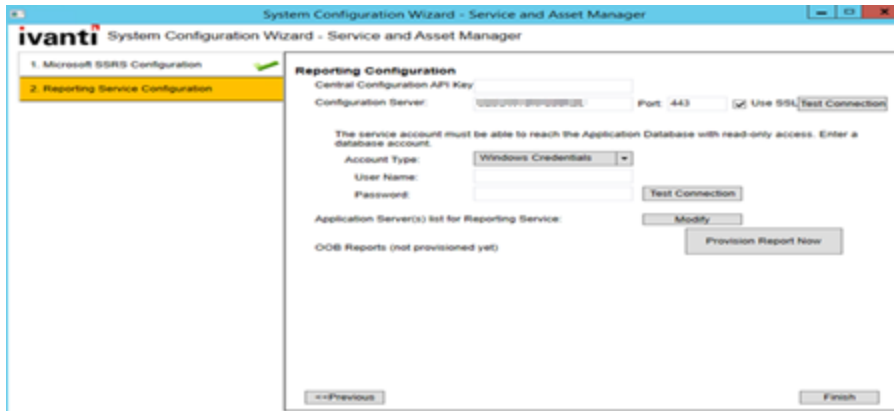 System Configuration Wizard - Service and Asset Manager
ivanti System Configuration Wizard - Service and Asset Manager
1. Microsoft SSRS Configuration
2. Reporting Service Configuration
Reporting Configuration
Central Configuration API Key
Configuration Server: Port: 443 Use SSL Test Connection
The service account must be able to reach the Application Database with read-only access. Enter a
database account.
Account Type: Windows Credentials
User Name:
Password: Test Connection
Application Server(s) list for Reporting Service: Modify
OOB Reports (not provisioned yet) Provision Report Now
<<Previous Finish